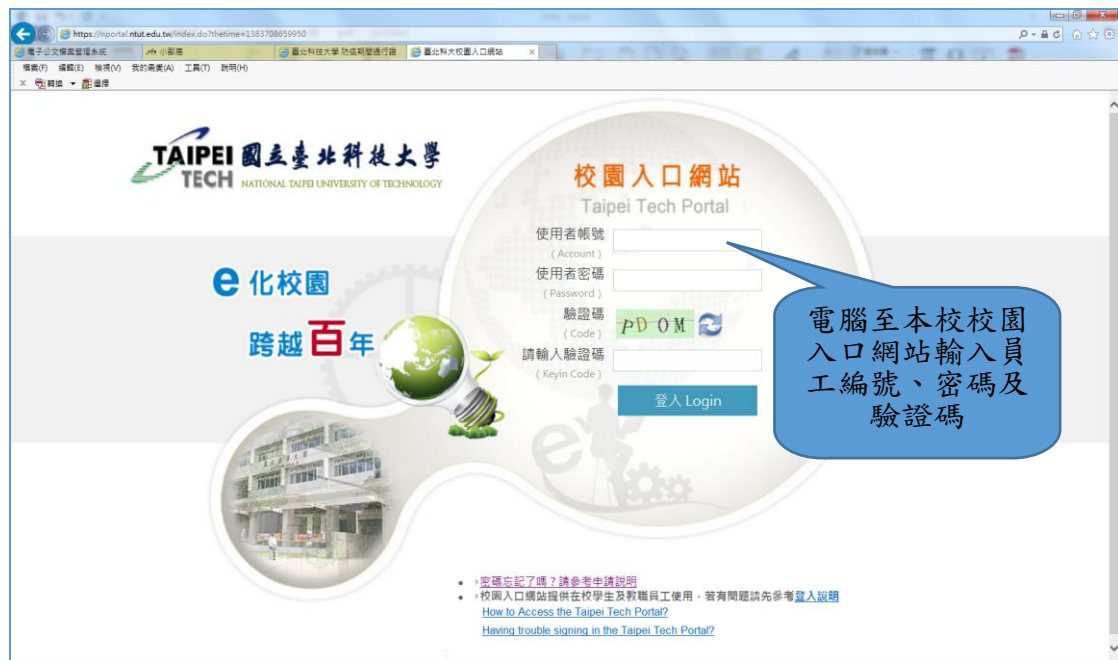 https://nportal.ntut.edu.tw/index.do?thetime=1383708659950
電子公文檔案管理系統
小郵差
臺北科技大學 防疫期間通行證
臺北科大校園入口網站
檔案(F) 編輯(E) 檢視(V) 我的最愛(A) 工具(T) 說明(H)
轉換 選擇
TAIPEI TECH
國立臺北科技大學
NATIONAL TAIPEI UNIVERSITY OF TECHNOLOGY
校園入口網站
Taipei Tech Portal
使用者帳號
( Account )
使用者密碼
( Password )
驗證碼
( Code )
PDOM
請輸入驗證碼
( Keyin Code )
登入 Login
e化校園
跨越百年
電腦至本校校園
入口網站輸入員
工編號、密碼及
驗證碼
密碼忘記了嗎？請參考申請說明
校園入口網站提供在校學生及教職員工使用，若有問題請先參考登入說明
How to Access the Taipei Tech Portal?
Having trouble signing in the Taipei Tech Portal?